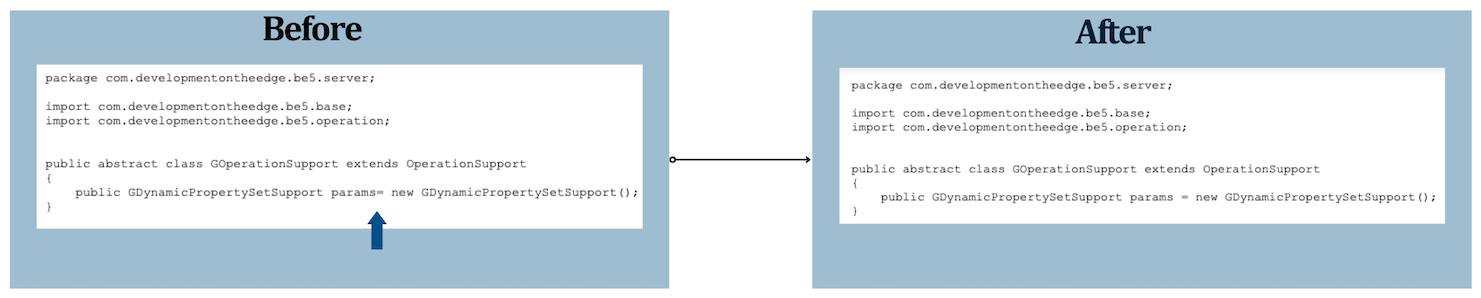 Before
package com.developmentontheedge.be5.server;
import com.developmentontheedge.be5.base;
import com.developmentontheedge.be5.operation;
public abstract class GOperationSupport extends OperationSupport
{
    public GDynamicPropertySetSupport params= new GDynamicPropertySetSupport();
}
After
package com.developmentontheedge.be5.server;
import com.developmentontheedge.be5.base;
import com.developmentontheedge.be5.operation;
public abstract class GOperationSupport extends OperationSupport
{
    public GDynamicPropertySetSupport params = new GDynamicPropertySetSupport();
}